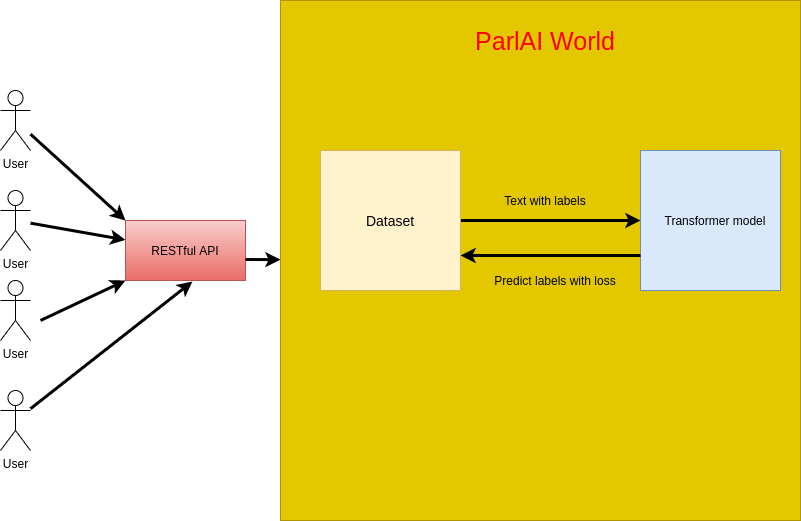 ParlAI World
User
User
User
User
RESTful API
Dataset
Text with labels
Predict labels with loss
Transformer model